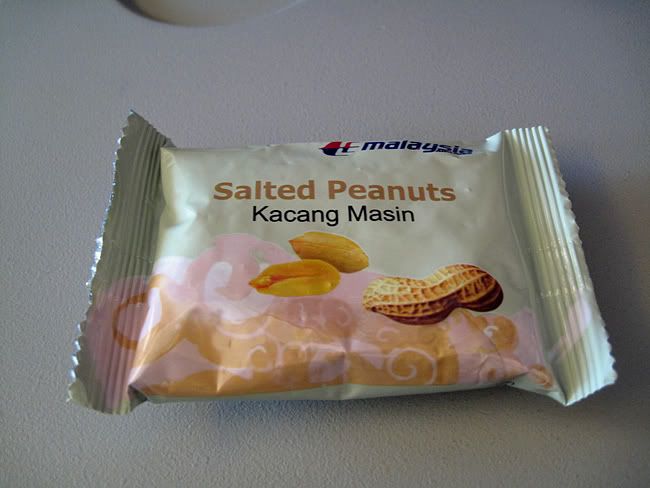 malaysia
Salted Peanuts
Kacang Masin